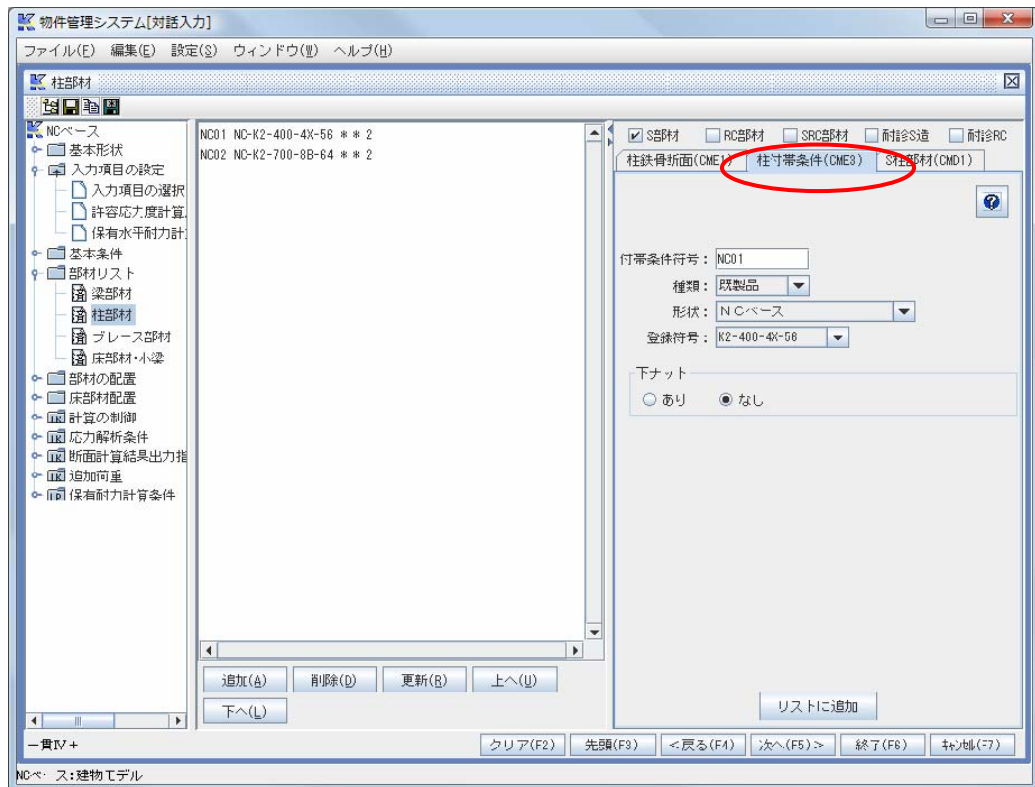 物件管理システム[対話入力]
ファイル(F) 編集(E) 設定(S) ウィンドウ(W) ヘルプ(H)
柱部材
NCベース
基本形状
入力項目の設定
入力項目の選択
許容応力度計算
保有水平耐力計
基本条件
部材リスト
梁部材
柱部材
ブレース部材
床部材・小梁
部材の配置
床部材配置
計算の制御
応力解析条件
断面計算結果出力指
追加荷重
保有耐力計算条件
NC01 NC-K2-400-4X-56 * * 2
NC02 NC-K2-700-8B-64 * * 2
追加(A) 削除(D) 更新(R) 上へ(U)
下へ(L)
S部材 RC部材 SRC部材 耐診S造 耐診RC
柱鉄骨折面(CME1) 柱寸帯条件(CME3) S柱部材(CMD1)
付帯条件符号: NC01
種類: 既製品
形状: NCベース
登録符号: K2-400-4X-56
下ナット
あり なし
リストに追加
一貫Ⅳ+
クリア(F2) 先頭(F3) <戻る(F4) 次へ(F5)> 終了(F6) キャンセル(F7)
NCベース:建物モデル